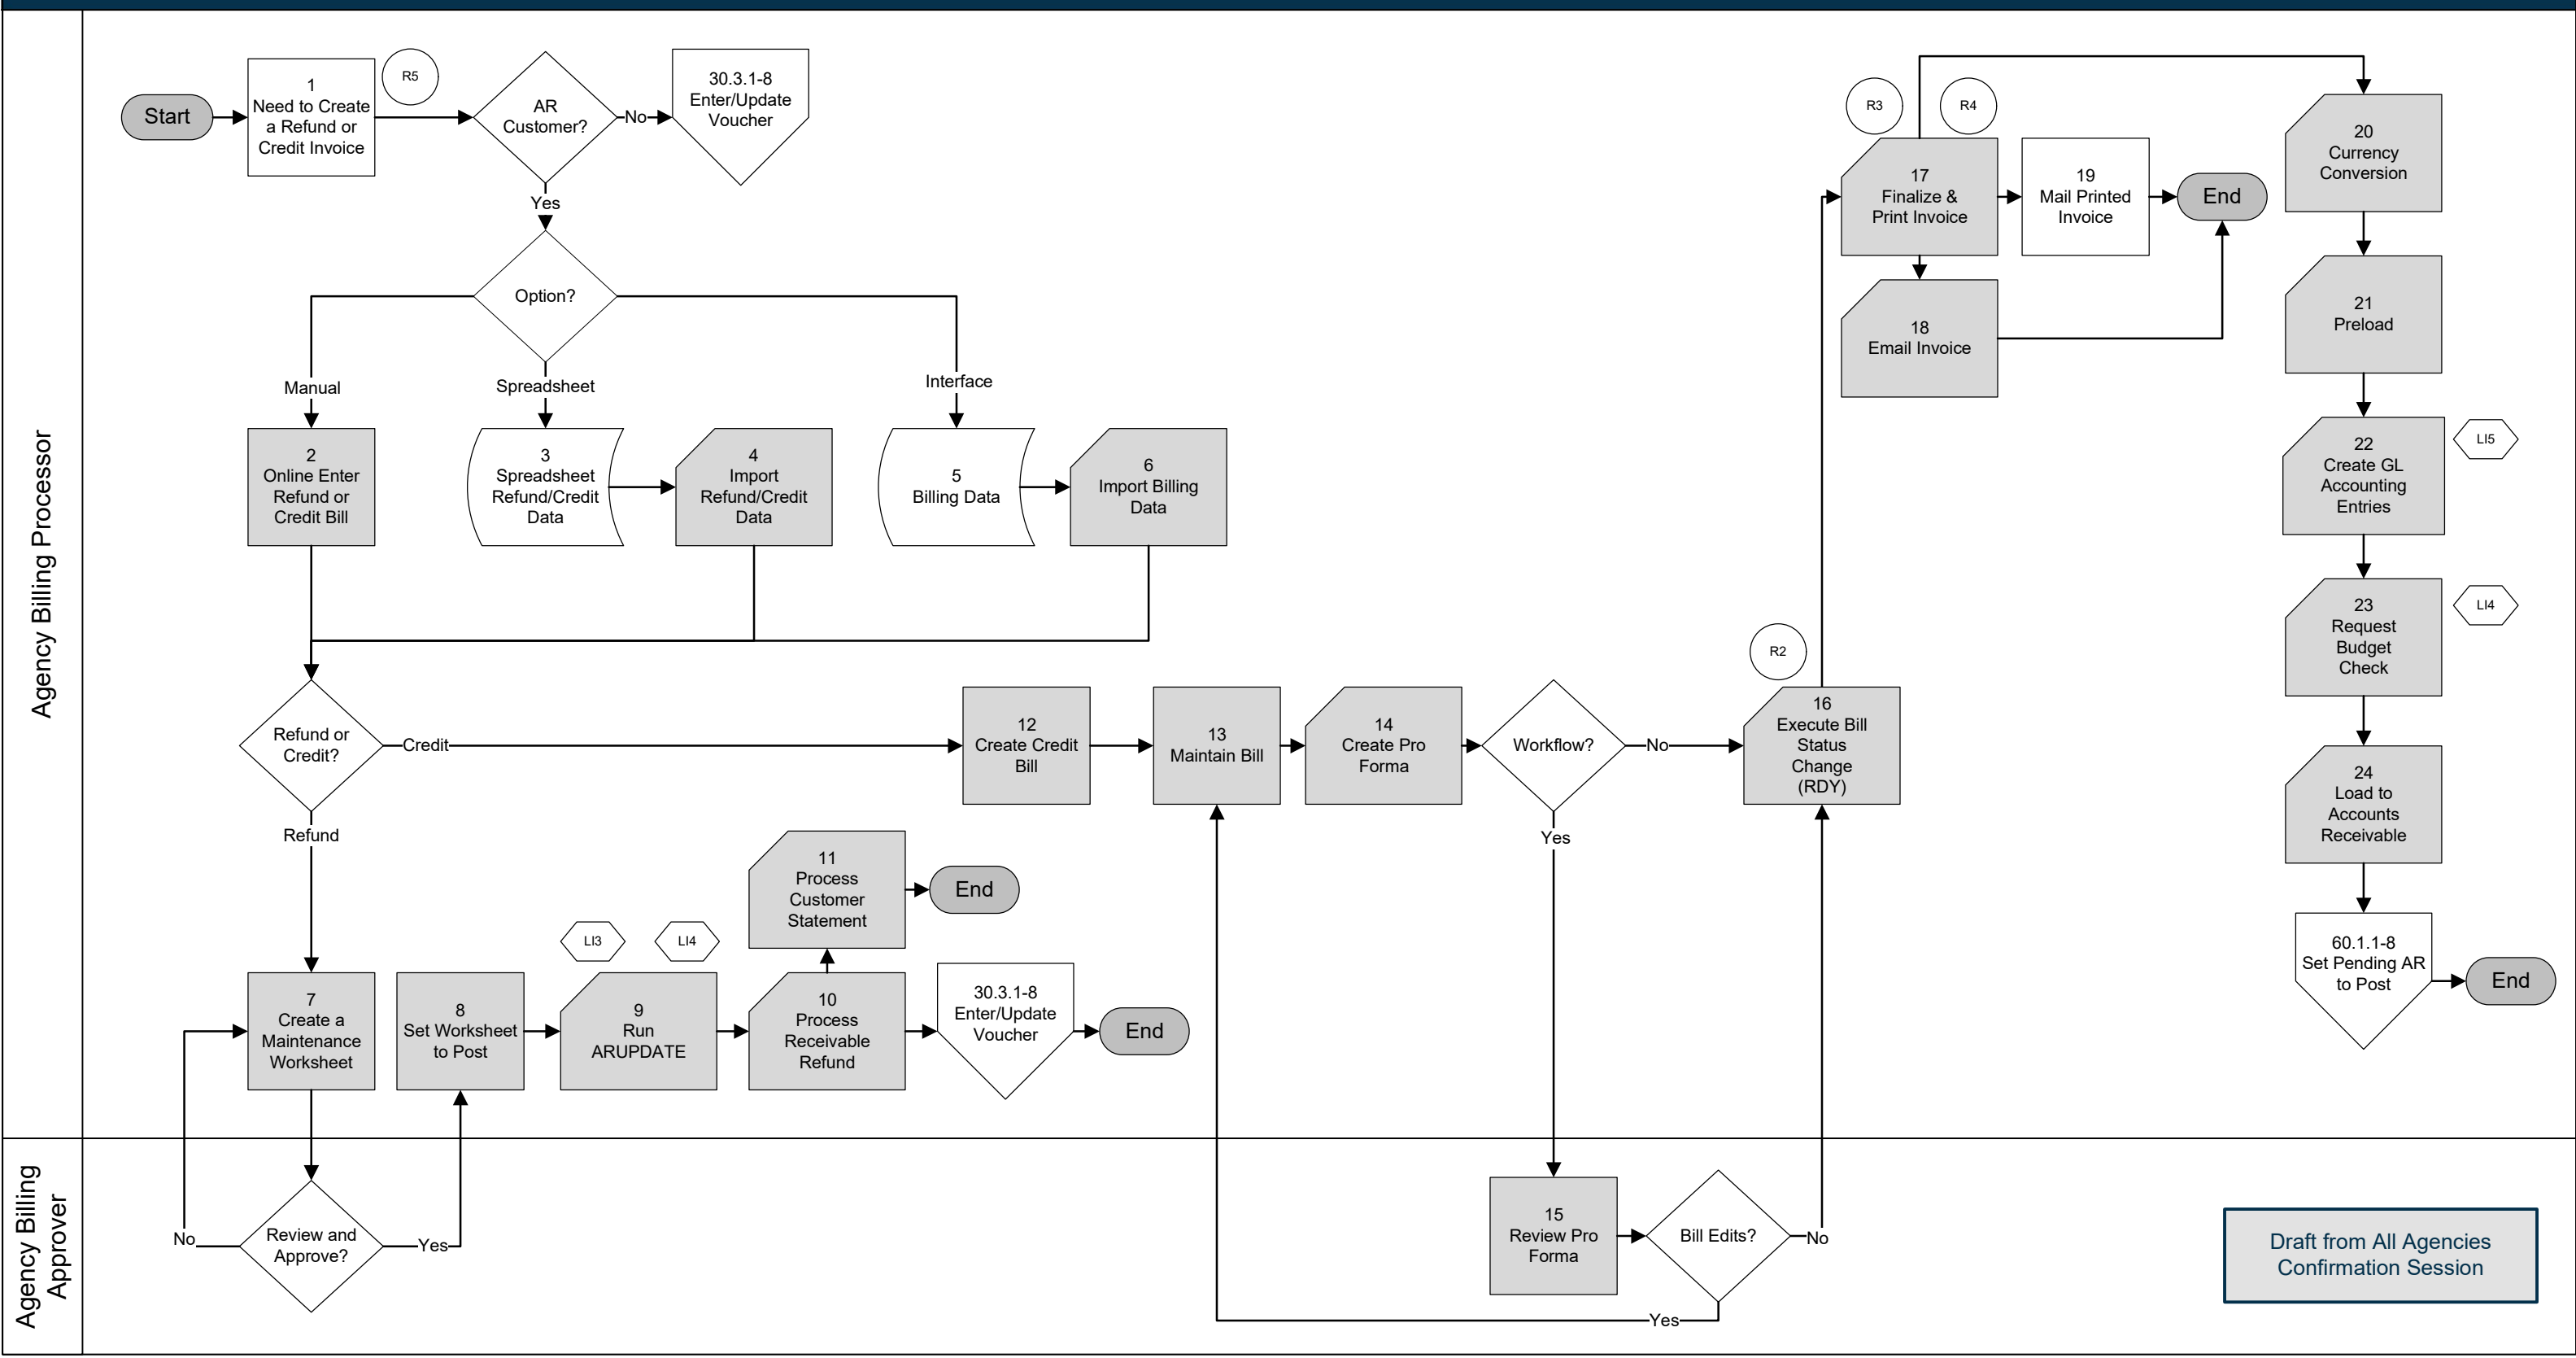 Agency Billing Processor
Start
1
Need to Create
a Refund or
Credit Invoice
R5
AR
Customer?
No
30.3.1-8
Enter/Update
Voucher
Yes
Option?
Manual
Spreadsheet
Interface
2
Online Enter
Refund or
Credit Bill
3
Spreadsheet
Refund/Credit
Data
4
Import
Refund/Credit
Data
5
Billing Data
6
Import Billing
Data
Refund or
Credit?
Credit
Refund
12
Create Credit
Bill
13
Maintain Bill
14
Create Pro
Forma
Workflow?
No
Yes
R2
16
Execute Bill
Status
Change
(RDY)
R3
R4
17
Finalize &
Print Invoice
19
Mail Printed
Invoice
End
18
Email Invoice
20
Currency
Conversion
21
Preload
22
Create GL
Accounting
Entries
LI5
23
Request
Budget
Check
LI4
24
Load to
Accounts
Receivable
60.1.1-8
Set Pending AR
to Post
End
11
Process
Customer
Statement
End
LI3
LI4
7
Create a
Maintenance
Worksheet
8
Set Worksheet
to Post
9
Run
ARUPDATE
10
Process
Receivable
Refund
30.3.1-8
Enter/Update
Voucher
End
Agency Billing
Approver
No
Review and
Approve?
Yes
15
Review Pro
Forma
Bill Edits?
No
Yes
Draft from All Agencies
Confirmation Session